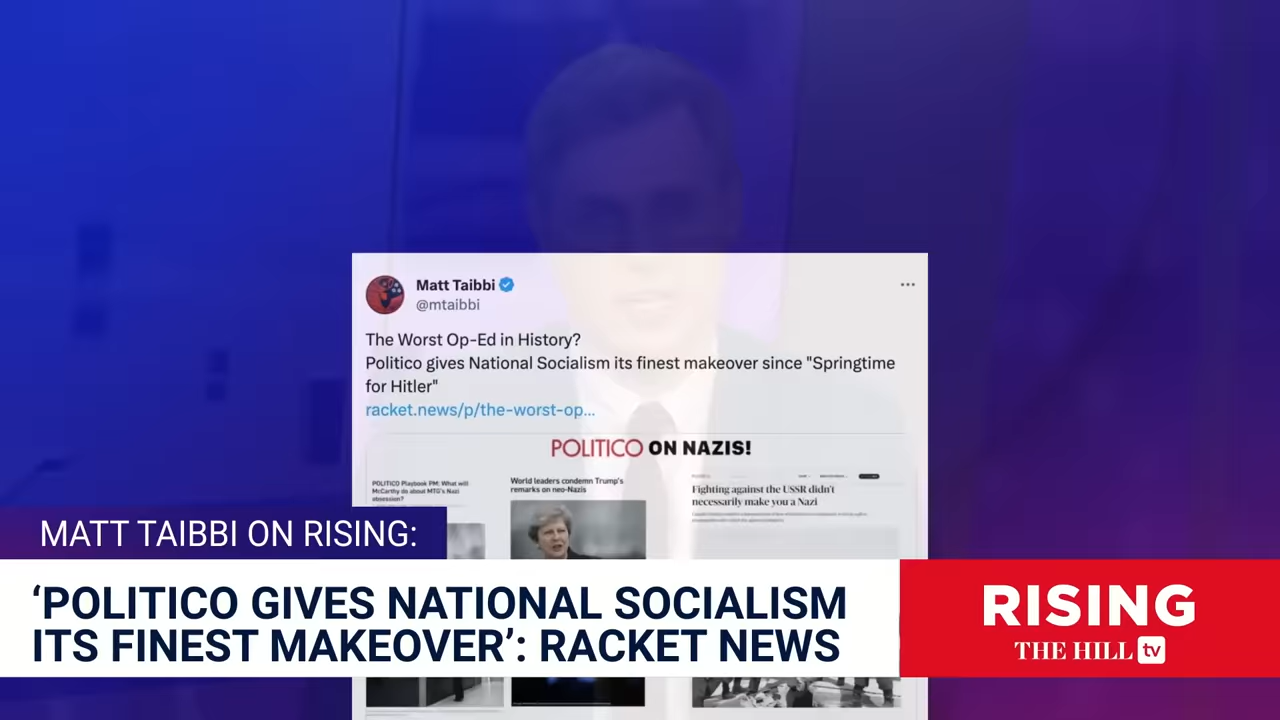 Matt Taibbi
@mtaibbi
The Worst Op-Ed in History?
Politico gives National Socialism its finest makeover since "Springtime
for Hitler"
racket.news/p/the-worst-op...
POLITICO ON NAZIS!
POLITICO Playbook PM: What will
McCarthy do about MTG's Nazi
obsession?
World leaders condemn Trump's
remarks on neo-Nazis
Fighting against the USSR didn't
necessarily make you a Nazi
MATT TAIBBI ON RISING:
‘POLITICO GIVES NATIONAL SOCIALISM
ITS FINEST MAKEOVER’: RACKET NEWS
RISING
THE HILL tv